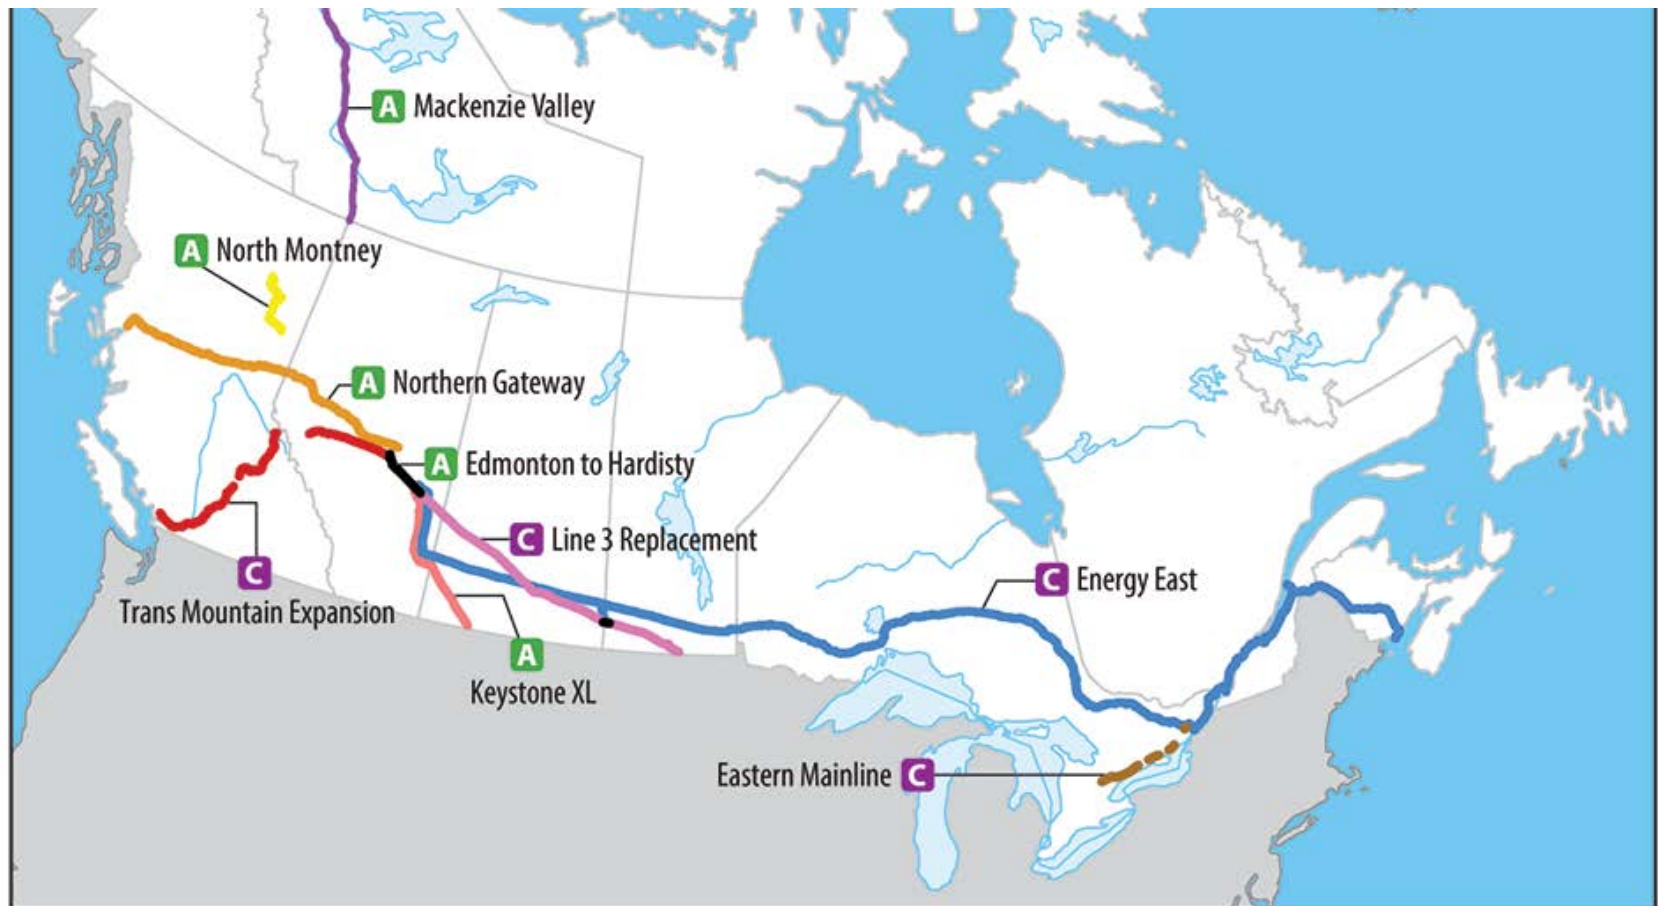 A Mackenzie Valley
A North Montney
A Northern Gateway
A Edmonton to Hardisty
C Line 3 Replacement
C Energy East
C
Trans Mountain Expansion
A
Keystone XL
Eastern Mainline C